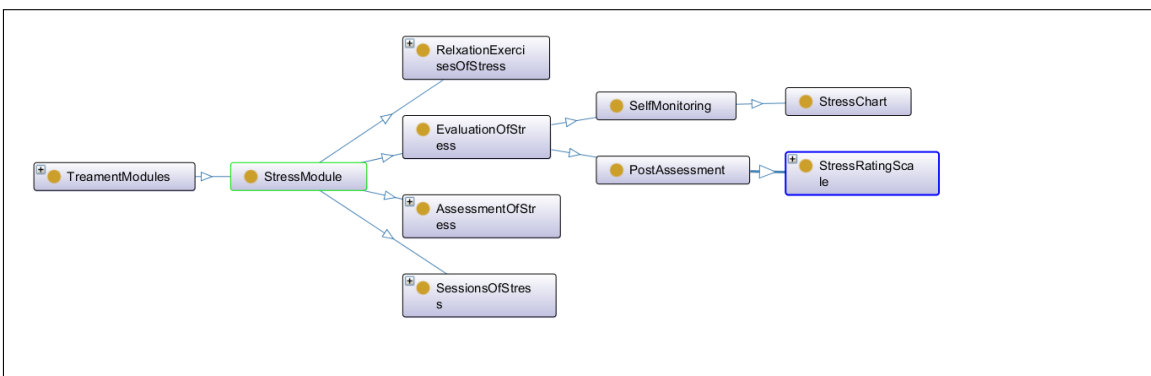 RelxationExerci
sesOfStress
SelfMonitoring
StressChart
EvaluationOfStr
ess
TreamentModules
StressModule
PostAssessment
StressRatingSca
le
AssessmentOfStr
ess
SessionsOfStres
s